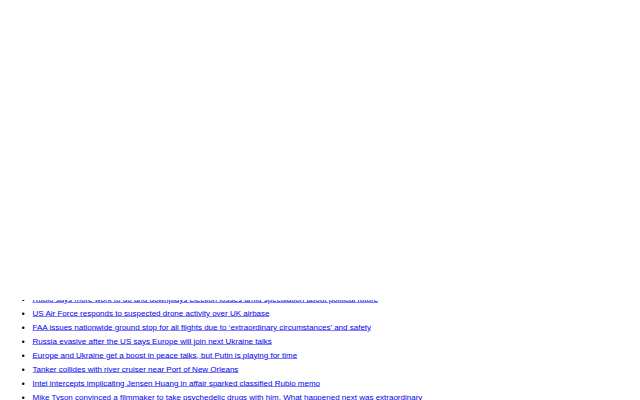 US Air Force responds to suspected drone activity over UK airbase
FAA issues nationwide ground stop for all flights due to 'extraordinary circumstances' and safety
Russia evasive after the US says Europe will join next Ukraine talks
Europe and Ukraine get a boost in peace talks, but Putin is playing for time
Tanker collides with river cruiser near Port of New Orleans
Intel intercepts implicating Jensen Huang in affair sparked classified Rubio memo
Mike Tyson convinced a filmmaker to take psychedelic drugs with him. What happened next was extraordinary